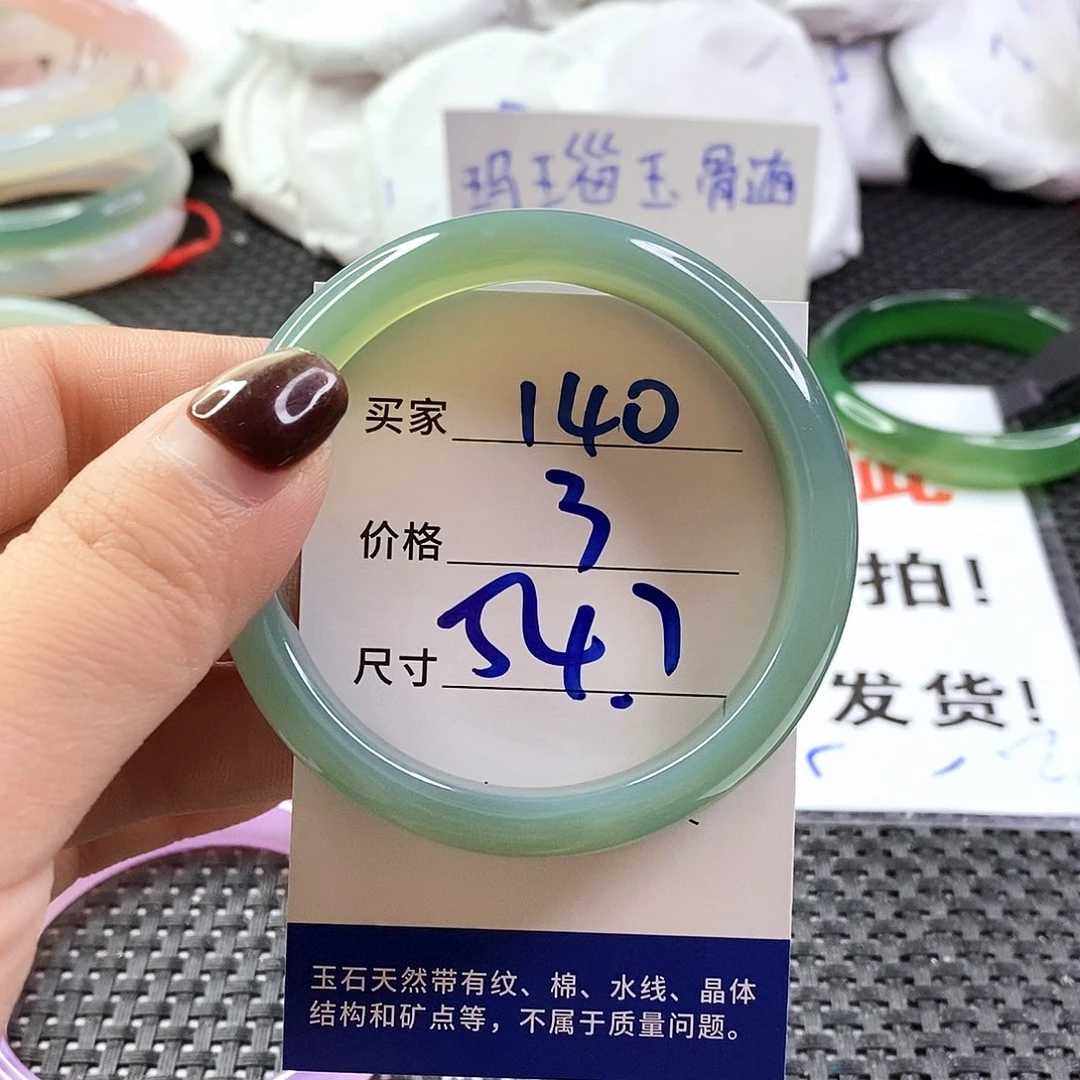 玛瑙玉骨髓
买家 140
价格 3
尺寸 54.7
玉石天然带有纹、棉、水线、晶体
结构和矿点等，不属于质量问题。
拍！
发货！